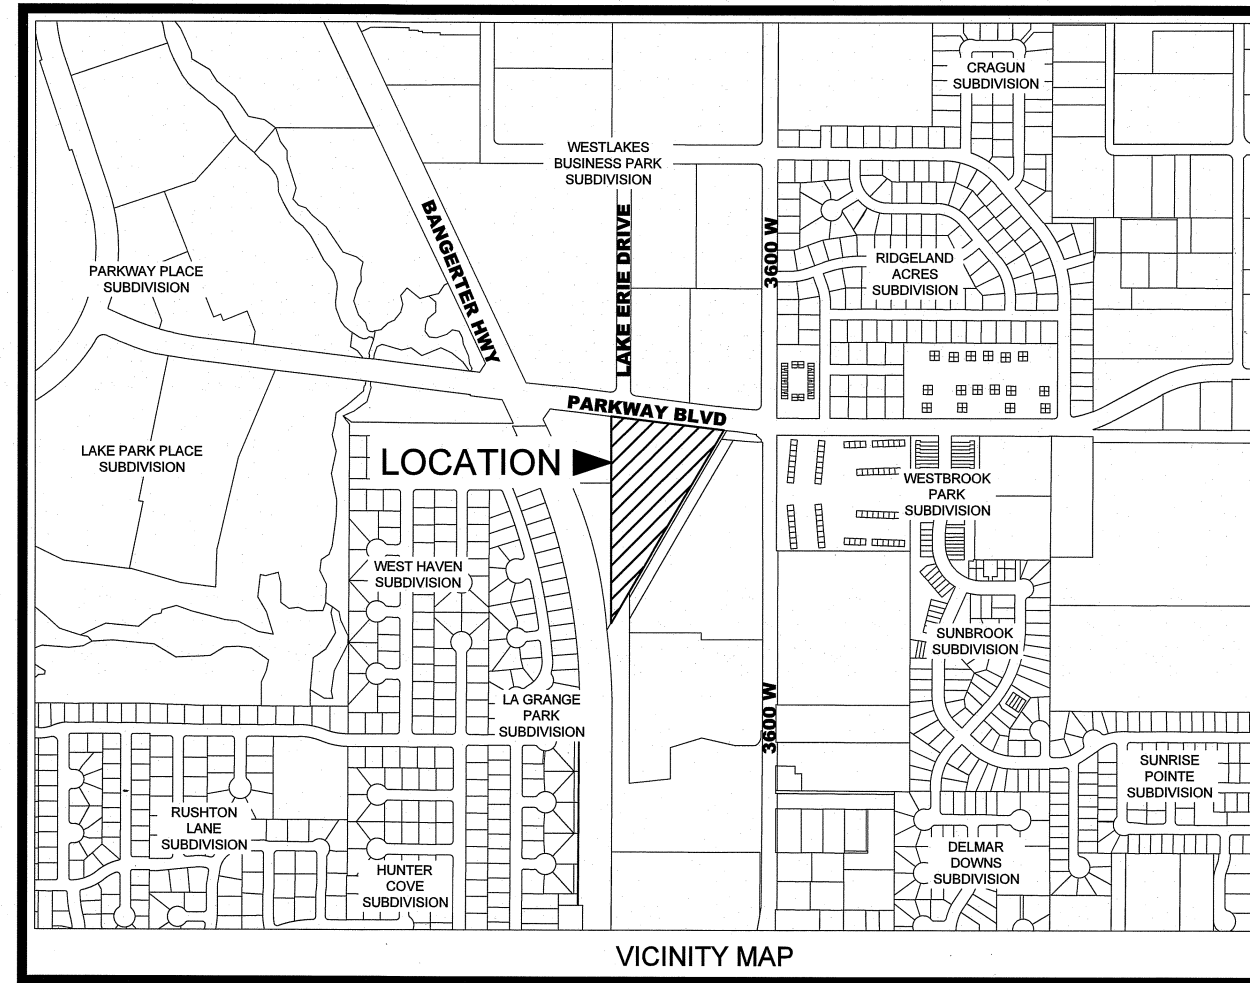 CRAGUN
SUBDIVISION
WESTLAKES
BUSINESS PARK
SUBDIVISION
BANGERTER HWY
LAKE ERIE DRIVE
3600 W
PARKWAY PLACE
SUBDIVISION
RIDGELAND
ACRES
SUBDIVISION
PARKWAY BLVD
LAKE PARK PLACE
SUBDIVISION
LOCATION
WESTBROOK
PARK
SUBDIVISION
WEST HAVEN
SUBDIVISION
SUNBROOK
SUBDIVISION
LA GRANGE
PARK
SUBDIVISION
3600 W
SUNRISE
POINTE
SUBDIVISION
RUSHTON
LANE
SUBDIVISION
HUNTER
COVE
SUBDIVISION
DELMAR
DOWNS
SUBDIVISION
VICINITY MAP